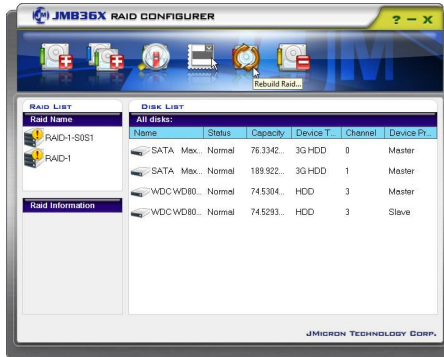 JMB36X RAID CONFIGURER
? – X
Rebuild Raid...
RAID LIST
Raid Name
RAID-1-S0S1
RAID-1
Raid Information
DISK LIST
All disks:
Name Status Capacity Device T... Channel Device Pr...
SATA Max... Normal 76.3342... 3G HDD 0 Master
SATA Max... Normal 189.922... 3G HDD 1 Master
WDC WD80... Normal 74.5304... HDD 3 Master
WDC WD80... Normal 74.5293... HDD 3 Slave
JMICRON TECHNOLOGY CORP.